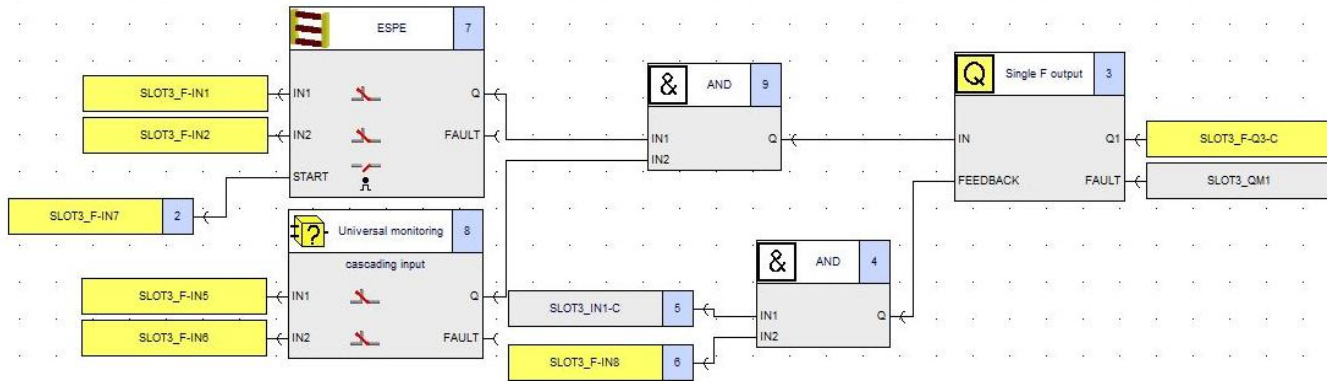 ESPE 7
SLOT3_F-IN1 IN1 Q
SLOT3_F-IN2 IN2 FAULT
START
SLOT3_F-IN7 2
Universal monitoring 8
cascading input
SLOT3_F-IN5 IN1 Q
SLOT3_F-IN6 IN2 FAULT
& AND 9
IN1 Q
IN2
SLOT3_IN1-C 5
SLOT3_F-IN8 6
& AND 4
IN1 Q
IN2
Q Single F output 3
IN Q1 SLOT3_F-Q3-C
FEEDBACK FAULT SLOT3_QM1